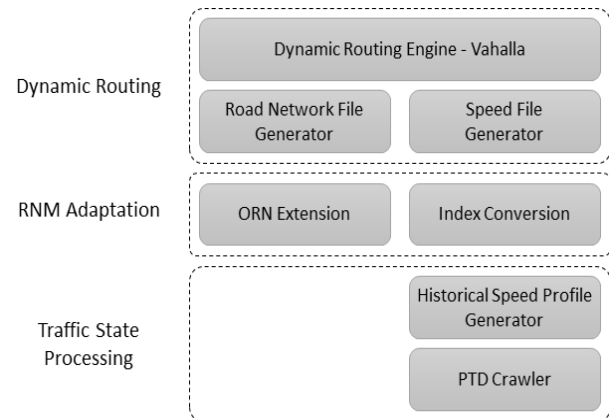 Dynamic Routing
Dynamic Routing Engine - Vahalla
Road Network File
Generator
Speed File
Generator
RNM Adaptation
ORN Extension
Index Conversion
Traffic State
Processing
Historical Speed Profile
Generator
PTD Crawler